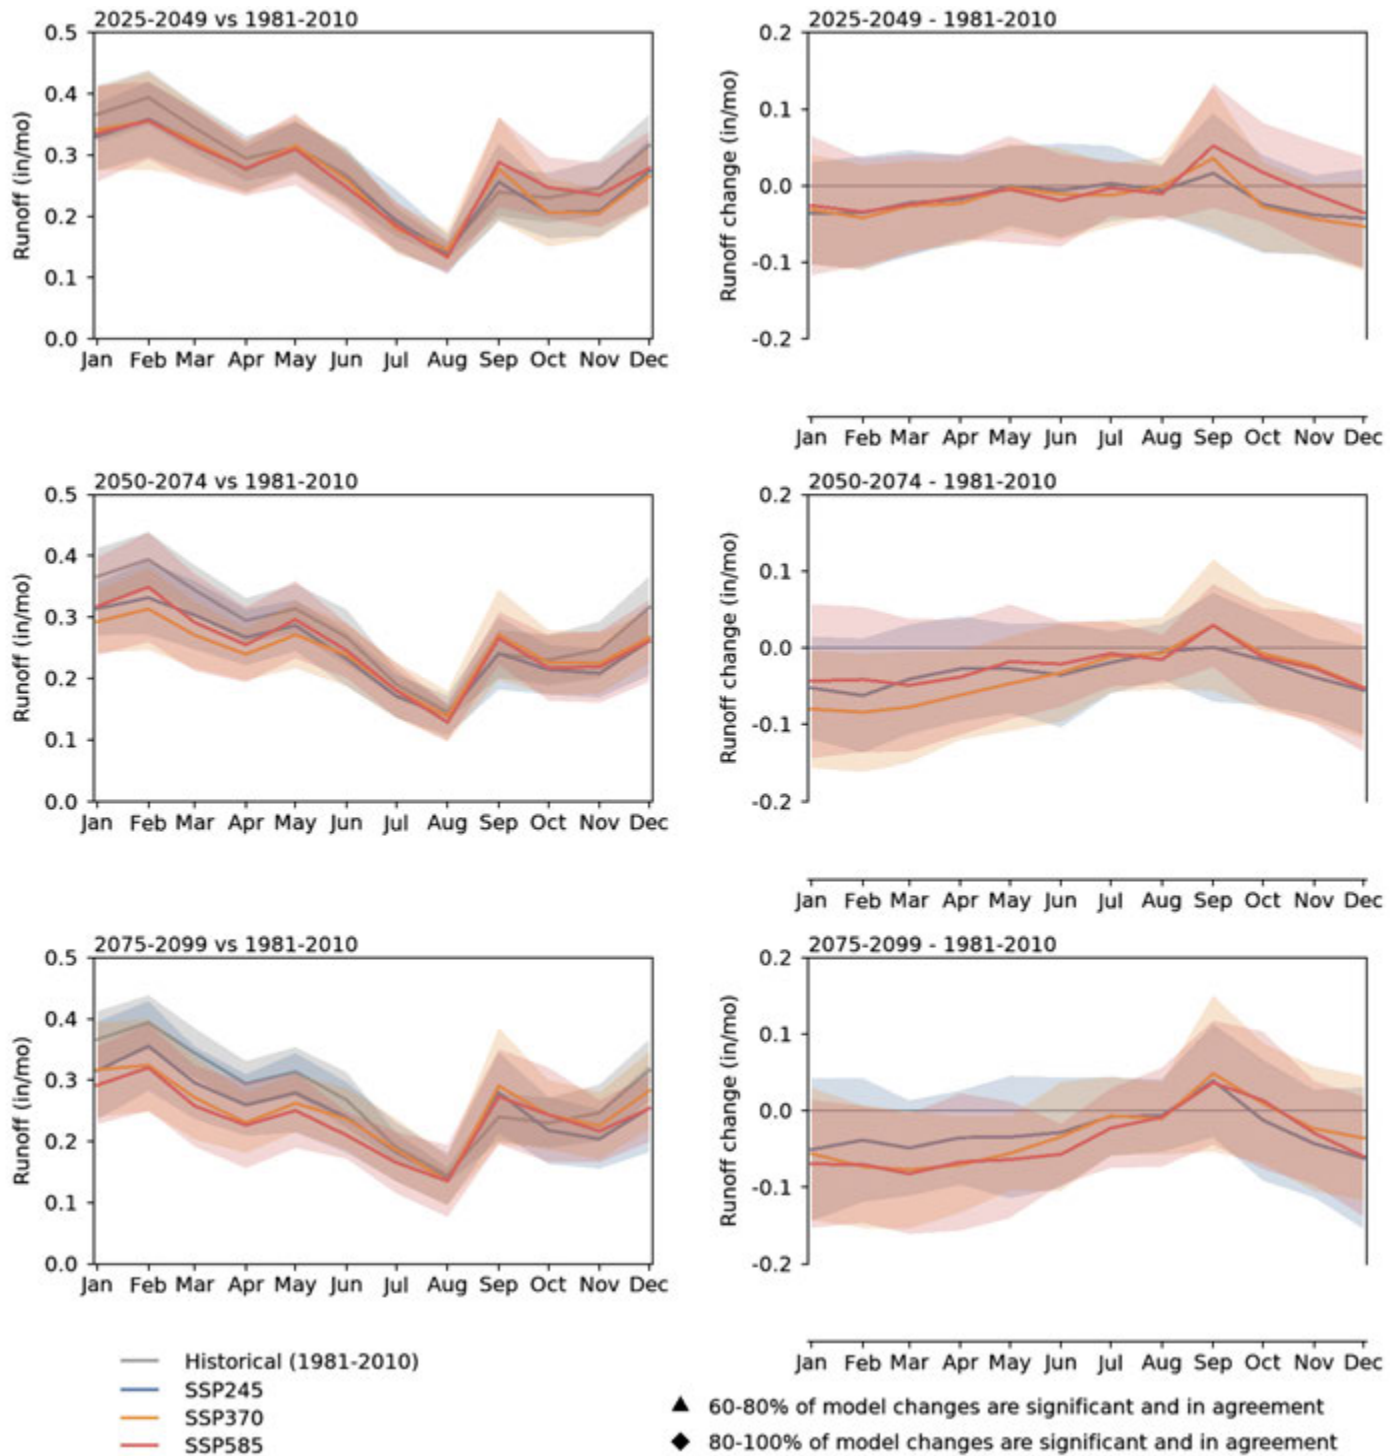 2025-2049 vs 1981-2010
Runoff (in/mo)
0.5
0.4
0.3
0.2
0.1
0.0
Jan Feb Mar Apr May Jun Jul Aug Sep Oct Nov Dec
2025-2049 - 1981-2010
Runoff change (in/mo)
0.2
0.1
0.0
-0.1
-0.2
Jan Feb Mar Apr May Jun Jul Aug Sep Oct Nov Dec
2050-2074 vs 1981-2010
Runoff (in/mo)
0.5
0.4
0.3
0.2
0.1
0.0
Jan Feb Mar Apr May Jun Jul Aug Sep Oct Nov Dec
2050-2074 - 1981-2010
Runoff change (in/mo)
0.2
0.1
0.0
-0.1
-0.2
Jan Feb Mar Apr May Jun Jul Aug Sep Oct Nov Dec
2075-2099 vs 1981-2010
Runoff (in/mo)
0.5
0.4
0.3
0.2
0.1
0.0
Jan Feb Mar Apr May Jun Jul Aug Sep Oct Nov Dec
2075-2099 - 1981-2010
Runoff change (in/mo)
0.2
0.1
0.0
-0.1
-0.2
Jan Feb Mar Apr May Jun Jul Aug Sep Oct Nov Dec
Historical (1981-2010)
SSP245
SSP370
SSP585
▲ 60-80% of model changes are significant and in agreement
◆ 80-100% of model changes are significant and in agreement